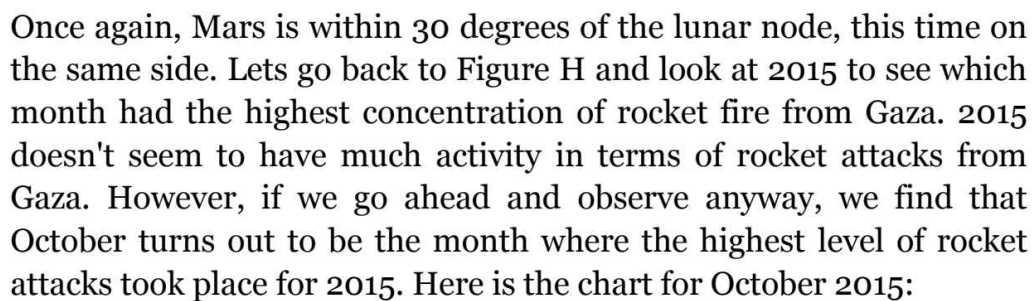 Once again, Mars is within 30 degrees of the lunar node, this time on
the same side. Lets go back to Figure H and look at 2015 to see which
month had the highest concentration of rocket fire from Gaza. 2015
doesn't seem to have much activity in terms of rocket attacks from
Gaza. However, if we go ahead and observe anyway, we find that
October turns out to be the month where the highest level of rocket
attacks took place for 2015. Here is the chart for October 2015: